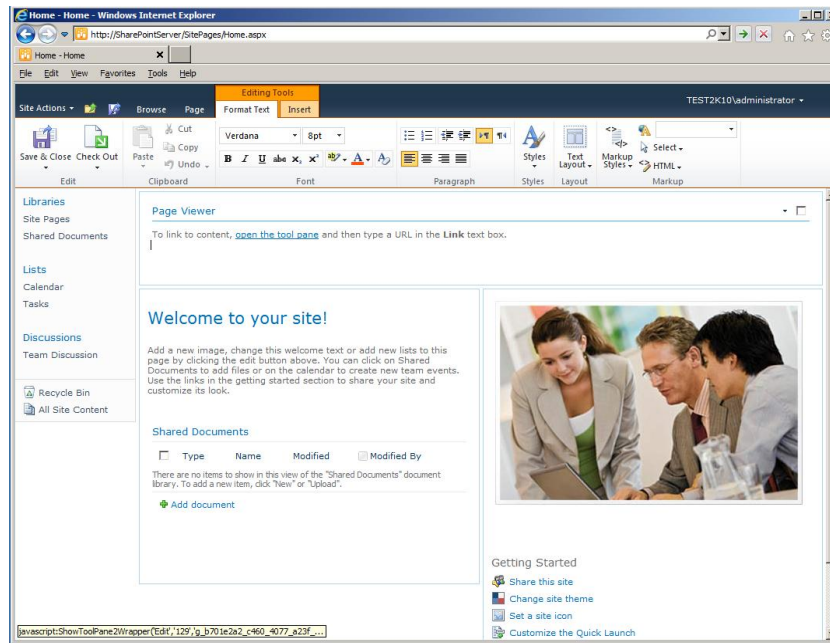 Home - Home - Windows Internet Explorer
http://SharePointServer/SitePages/Home.aspx
Home - Home
File Edit View Favorites Tools Help
Editing Tools
Site Actions Browse Page Format Text Insert TEST2K10\administrator
Save & Close Check Out Paste Cut Copy Undo
Verdana 8pt
B I U abc x, x² A A
Styles Text Layout Markup Styles Select HTML
Edit Clipboard Font Paragraph Styles Layout Markup
Libraries
Site Pages
Shared Documents
Lists
Calendar
Tasks
Discussions
Team Discussion
Recycle Bin
All Site Content
Page Viewer
To link to content, open the tool pane and then type a URL in the Link text box.
Welcome to your site!
Add a new image, change this welcome text or add new lists to this
page by clicking the edit button above. You can click on Shared
Documents to add files or on the calendar to create new team events.
Use the links in the getting started section to share your site and
customize its look.
Shared Documents
Type Name Modified Modified By
There are no items to show in this view of the "Shared Documents" document
library. To add a new item, click "New" or "Upload".
Add document
Getting Started
Share this site
Change site theme
Set a site icon
Customize the Quick Launch
javascript:ShowToolPane2Wrapper('Edit','129','g_b701e2a2_c460_4077_a23f_...